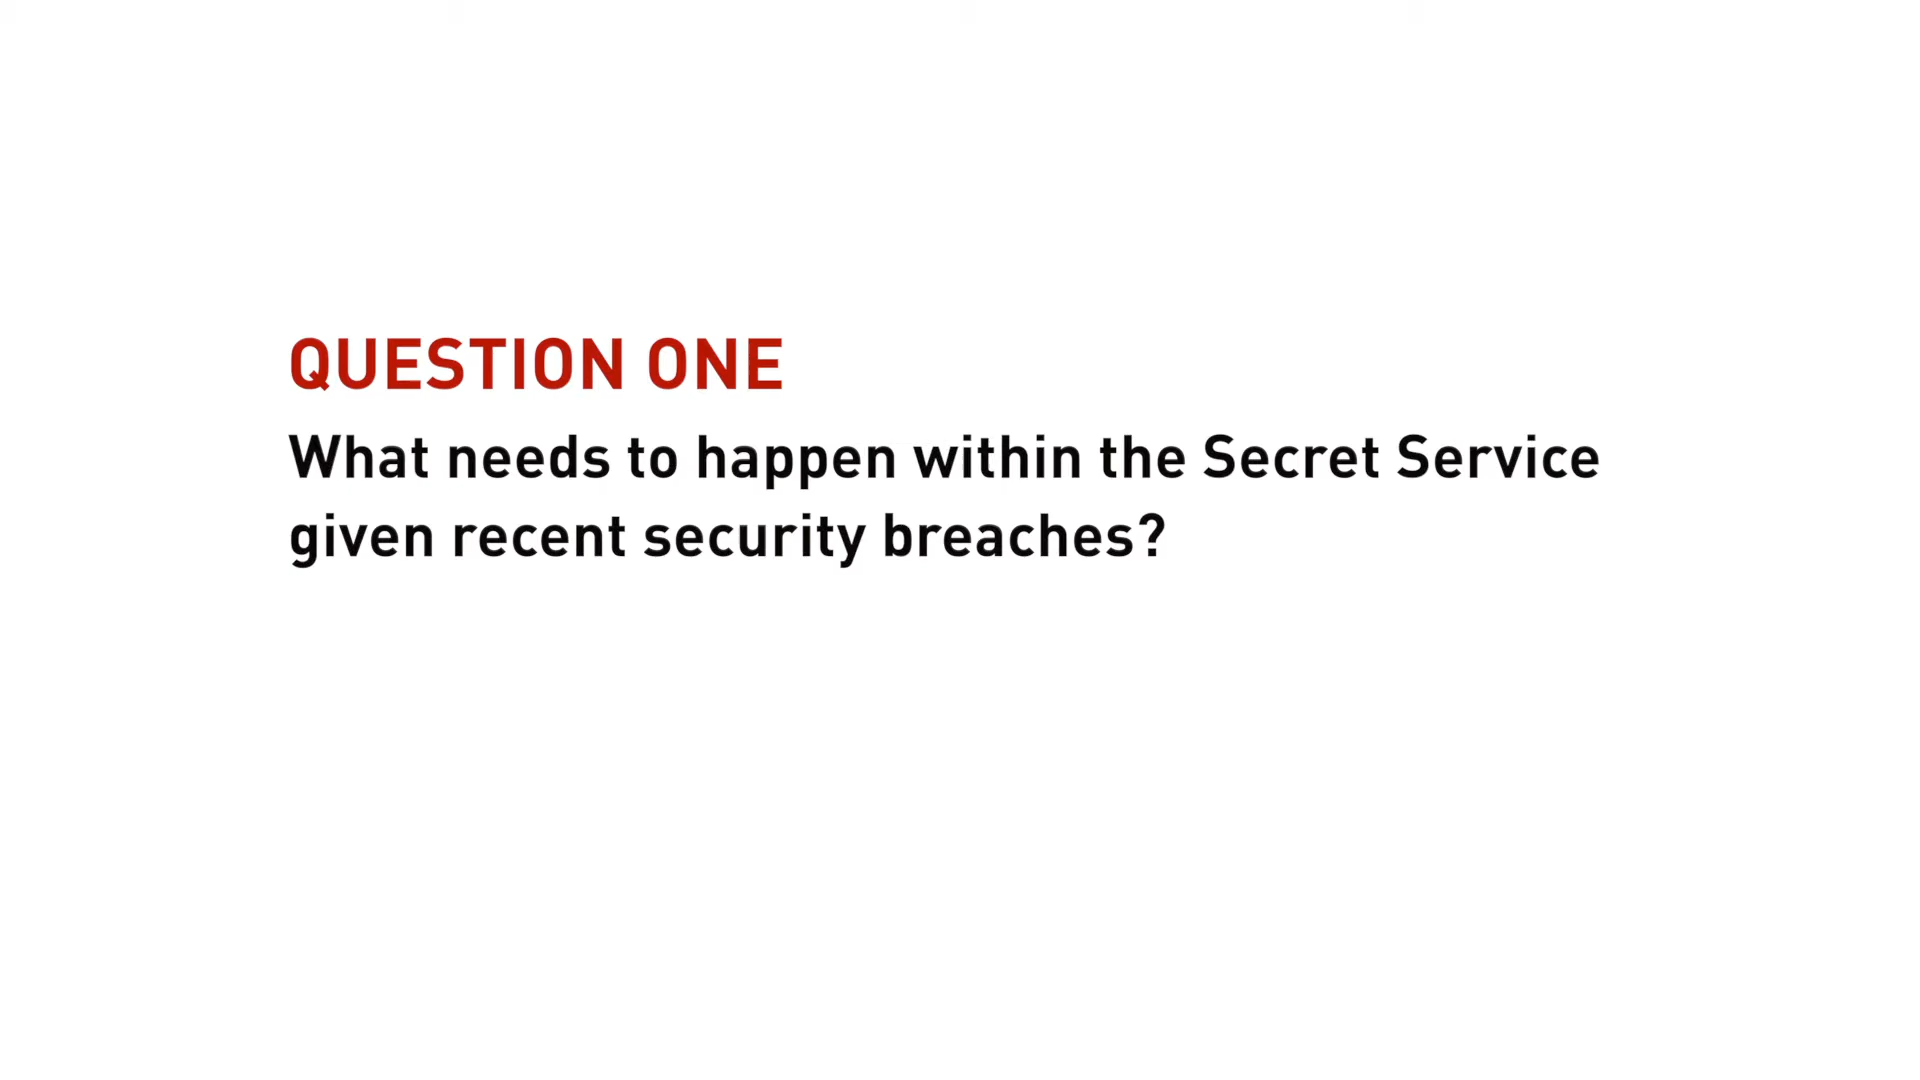 QUESTION ONE
What needs to happen within the Secret Service
given recent security breaches?